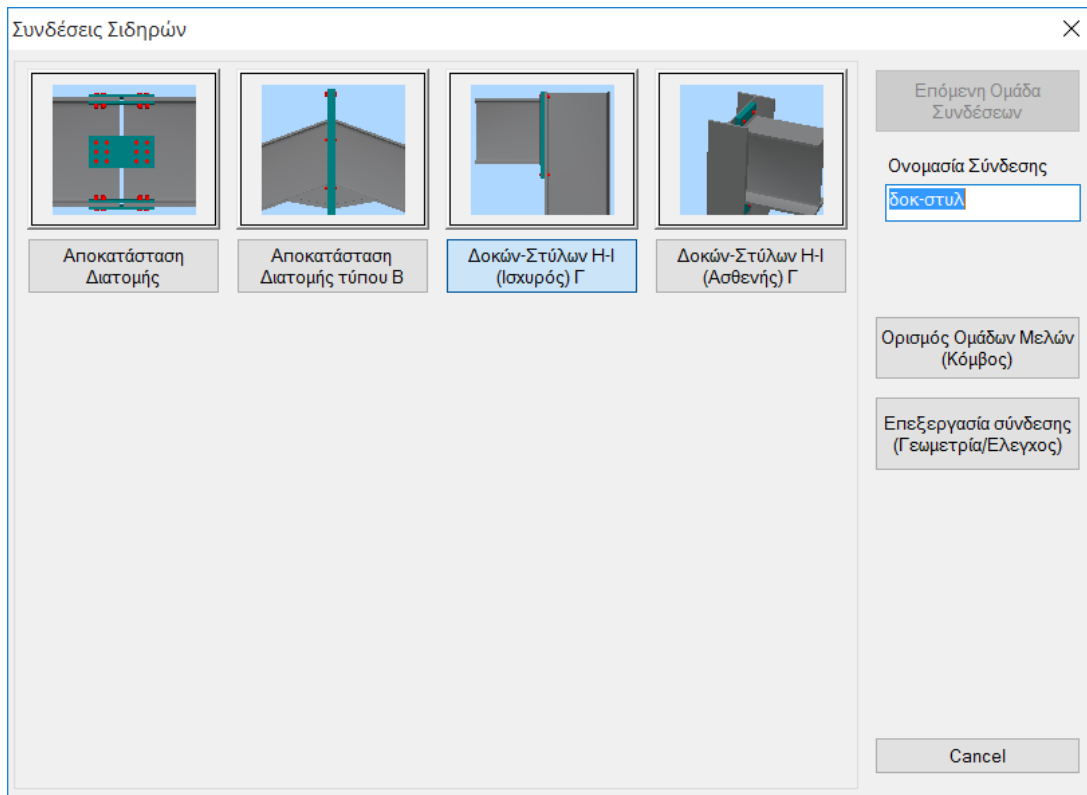 Συνδέσεις Σιδηρών
Αποκατάσταση
Διατομής
Αποκατάσταση
Διατομής τύπου Β
Δοκών-Στύλων Η-Ι
(Ισχυρός) Γ
Δοκών-Στύλων Η-Ι
(Ασθενής) Γ
Επόμενη Ομάδα
Συνδέσεων
Ονομασία Σύνδεσης
δοκ-στυλ
Ορισμός Ομάδων Μελών
(Κόμβος)
Επεξεργασία σύνδεσης
(Γεωμετρία/Ελεγχος)
Cancel